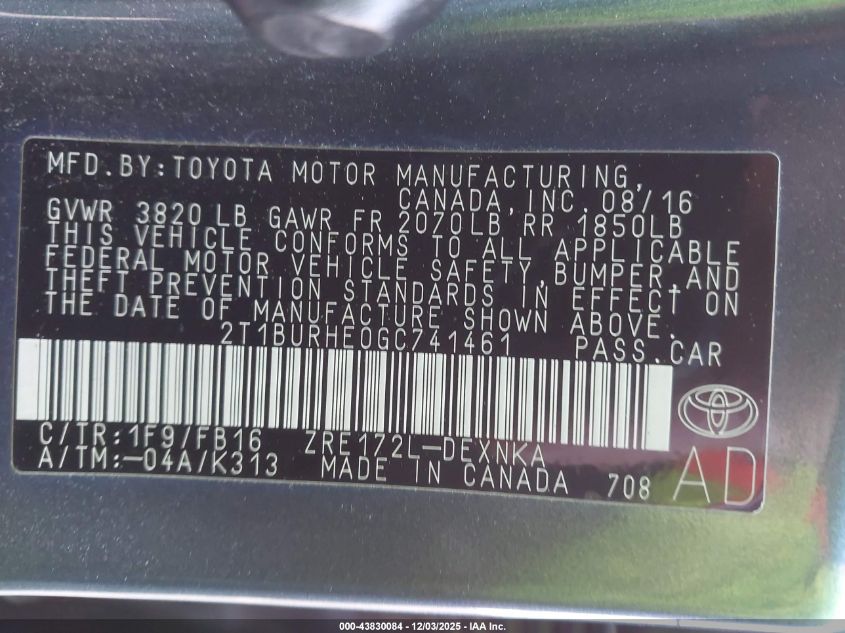 MFD. BY: TOYOTA MOTOR MANUFACTURING,
CANADA, INC. 08/16
GVWR 3820 LB GAWR FR 2070LB RR 1850LB
THIS VEHICLE CONFORMS TO ALL APPLICABLE
FEDERAL MOTOR VEHICLE SAFETY, BUMPER, AND
THEFT PREVENTION STANDARDS IN EFFECT ON
THE DATE OF MANUFACTURE SHOWN ABOVE.
2T1BURHE0GC741461 PASS. CAR
C/TR: 1F9/FB16 ZRE172L-DEXNKA
A/TM: -04A/K313 MADE IN CANADA 708 AD
000-43830084 - 12/03/2025 - IAA Inc.